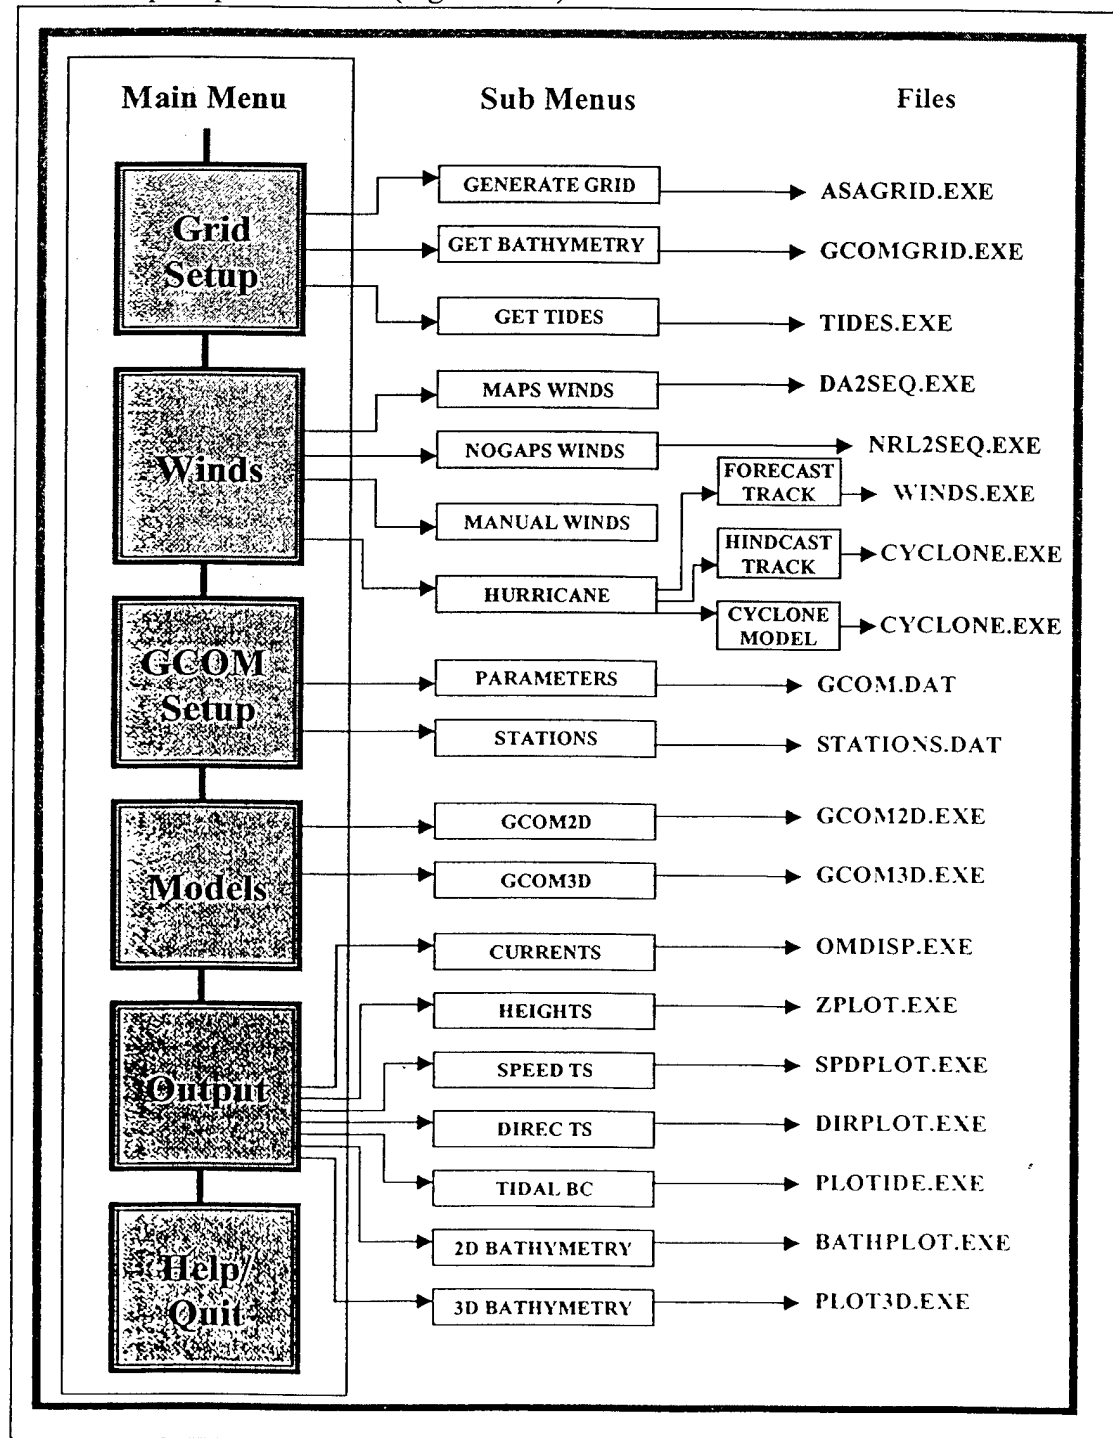 Main Menu
Sub Menus
Files
Grid
Setup
GENERATE GRID
ASAGRID.EXE
GET BATHYMETRY
GCOMGRID.EXE
GET TIDES
TIDES.EXE
Winds
MAPS WINDS
DA2SEQ.EXE
NOGAPS WINDS
NRL2SEQ.EXE
MANUAL WINDS
HURRICANE
FORECAST
TRACK
WINDS.EXE
HINDCAST
TRACK
CYCLONE.EXE
CYCLONE
MODEL
CYCLONE.EXE
GCOM
Setup
PARAMETERS
GCOM.DAT
STATIONS
STATIONS.DAT
Models
GCOM2D
GCOM2D.EXE
GCOM3D
GCOM3D.EXE
Output
CURRENTS
OMDISP.EXE
HEIGHTS
ZPLOT.EXE
SPEED TS
SPDPLOT.EXE
DIREC TS
DIRPLOT.EXE
TIDAL BC
PLOTIDE.EXE
2D BATHYMETRY
BATHPLOT.EXE
3D BATHYMETRY
PLOT3D.EXE
Help/
Quit